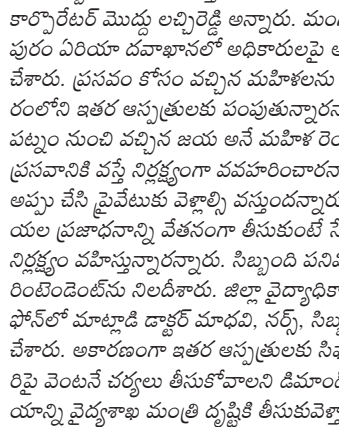 కార్పొరేటర్ మొద్దు లచ్చిరెడ్డి అన్నారు. మం
పురం ఏరియా దవాఖానలో అధికారులపై ఆ
చేశారు. ప్రసవం కోసం వచ్చిన మహిళలను
రంలోని ఇతర ఆస్పత్రులకు పంపుతున్నారన
పట్నం నుంచి వచ్చిన జయ అనే మహిళ రెం
ప్రసవానికి వస్తే నిర్లక్ష్యంగా వవహరించారన
అప్పు చేసి ప్రైవేటుకు వెళ్లాల్సి వస్తుందన్నారు
యల ప్రజాధనాన్ని వేతనంగా తీసుకుంటే సే
నిర్లక్ష్యం వహిస్తున్నారన్నారు. సిబ్బంది పని
రింటెండెంట్‌ను నిలదీశారు. జిల్లా వైద్యాధికా
ఫోన్‌లో మాట్లాడి డాక్టర్ మాధవి, నర్స్, సిబ్బ
చేశారు. అకారణంగా ఇతర ఆస్పత్రులకు సి
రిపై వెంటనే చర్యలు తీసుకోవాలని డిమాం
యాన్ని వైద్యశాఖ మంత్రి దృష్టికి తీసుకువెళ్తా